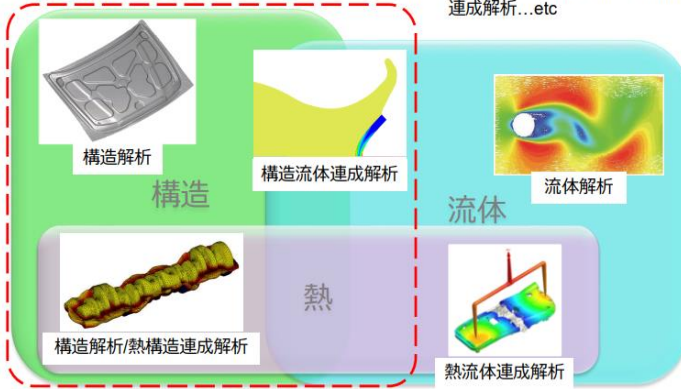 連成解析…etc
構造解析
構造流体連成解析
流体解析
構造
流体
熱
構造解析/熱構造連成解析
熱流体連成解析